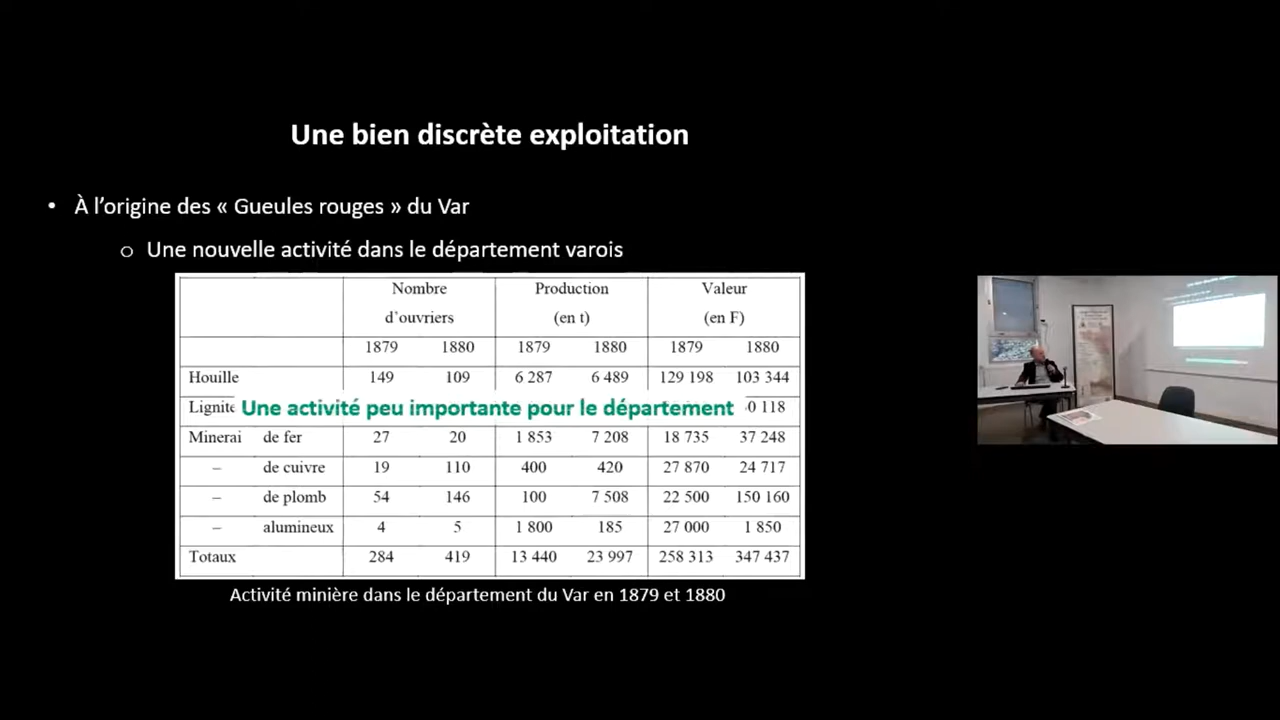 Une bien discrète exploitation
• À l’origine des « Gueules rouges » du Var
o Une nouvelle activité dans le département varois
Nombre d’ouvriers Production (en t) Valeur (en F)
1879 1880 1879 1880 1879 1880
Houille 149 109 6 287 6 489 129 198 103 344
Lignite 0 118
Une activité peu importante pour le département
Minerai de fer 27 20 1 853 7 208 18 735 37 248
– de cuivre 19 110 400 420 27 870 24 717
– de plomb 54 146 100 7 508 22 500 150 160
– alumineux 4 5 1 800 185 27 000 1 850
Totaux 284 419 13 440 23 997 258 313 347 437
Activité minière dans le département du Var en 1879 et 1880